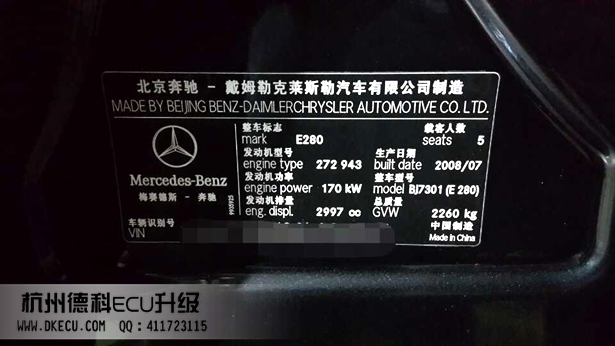 北京奔驰 - 戴姆勒克莱斯勒汽车有限公司制造
MADE BY BEIJING BENZ-DAIMLERCHRYSLER AUTOMOTIVE CO. LTD.
整车标志 载客人数
mark E280 seats 5
发动机型号 生产日期
engine type 272 943 built date 2008/07
发动机功率 整车型号
engine power 170 kW model BJ7301 (E 280)
发动机排量
eng. displ. 2997 cc GVW 2260 kg
Mercedes-Benz
梅赛德斯 - 奔驰
车辆识别号
VIN
中国制造
Made in China
杭州德科ECU升级
WWW.DKECU.COM QQ:411723115